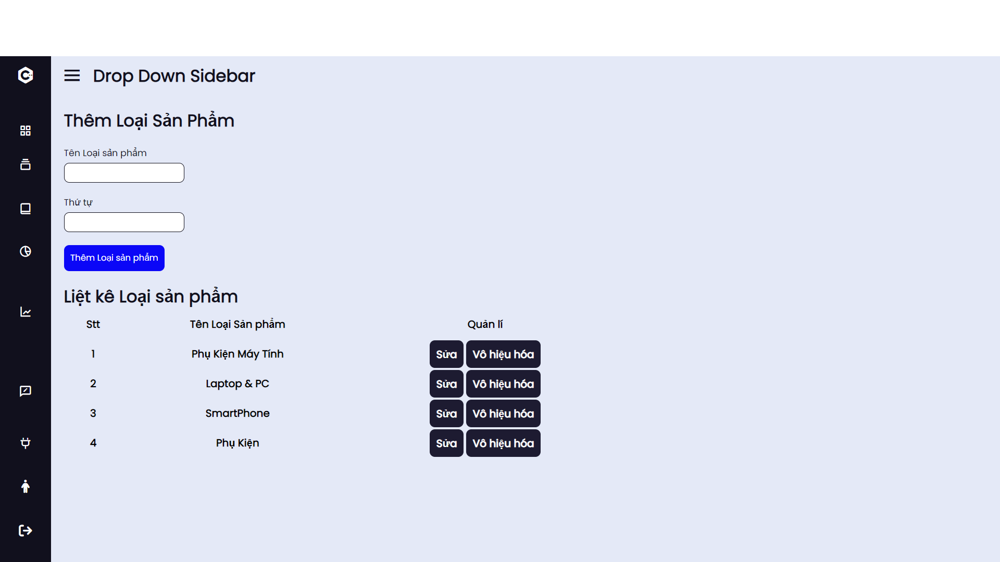 Drop Down Sidebar
Thêm Loại Sản Phẩm
Tên Loại sản phẩm
Thứ tự
Thêm Loại sản phẩm
Liệt kê Loại sản phẩm
Stt Tên Loại Sản phẩm Quản lí
1 Phụ Kiện Máy Tính Sửa Vô hiệu hóa
2 Laptop & PC Sửa Vô hiệu hóa
3 SmartPhone Sửa Vô hiệu hóa
4 Phụ Kiện Sửa Vô hiệu hóa